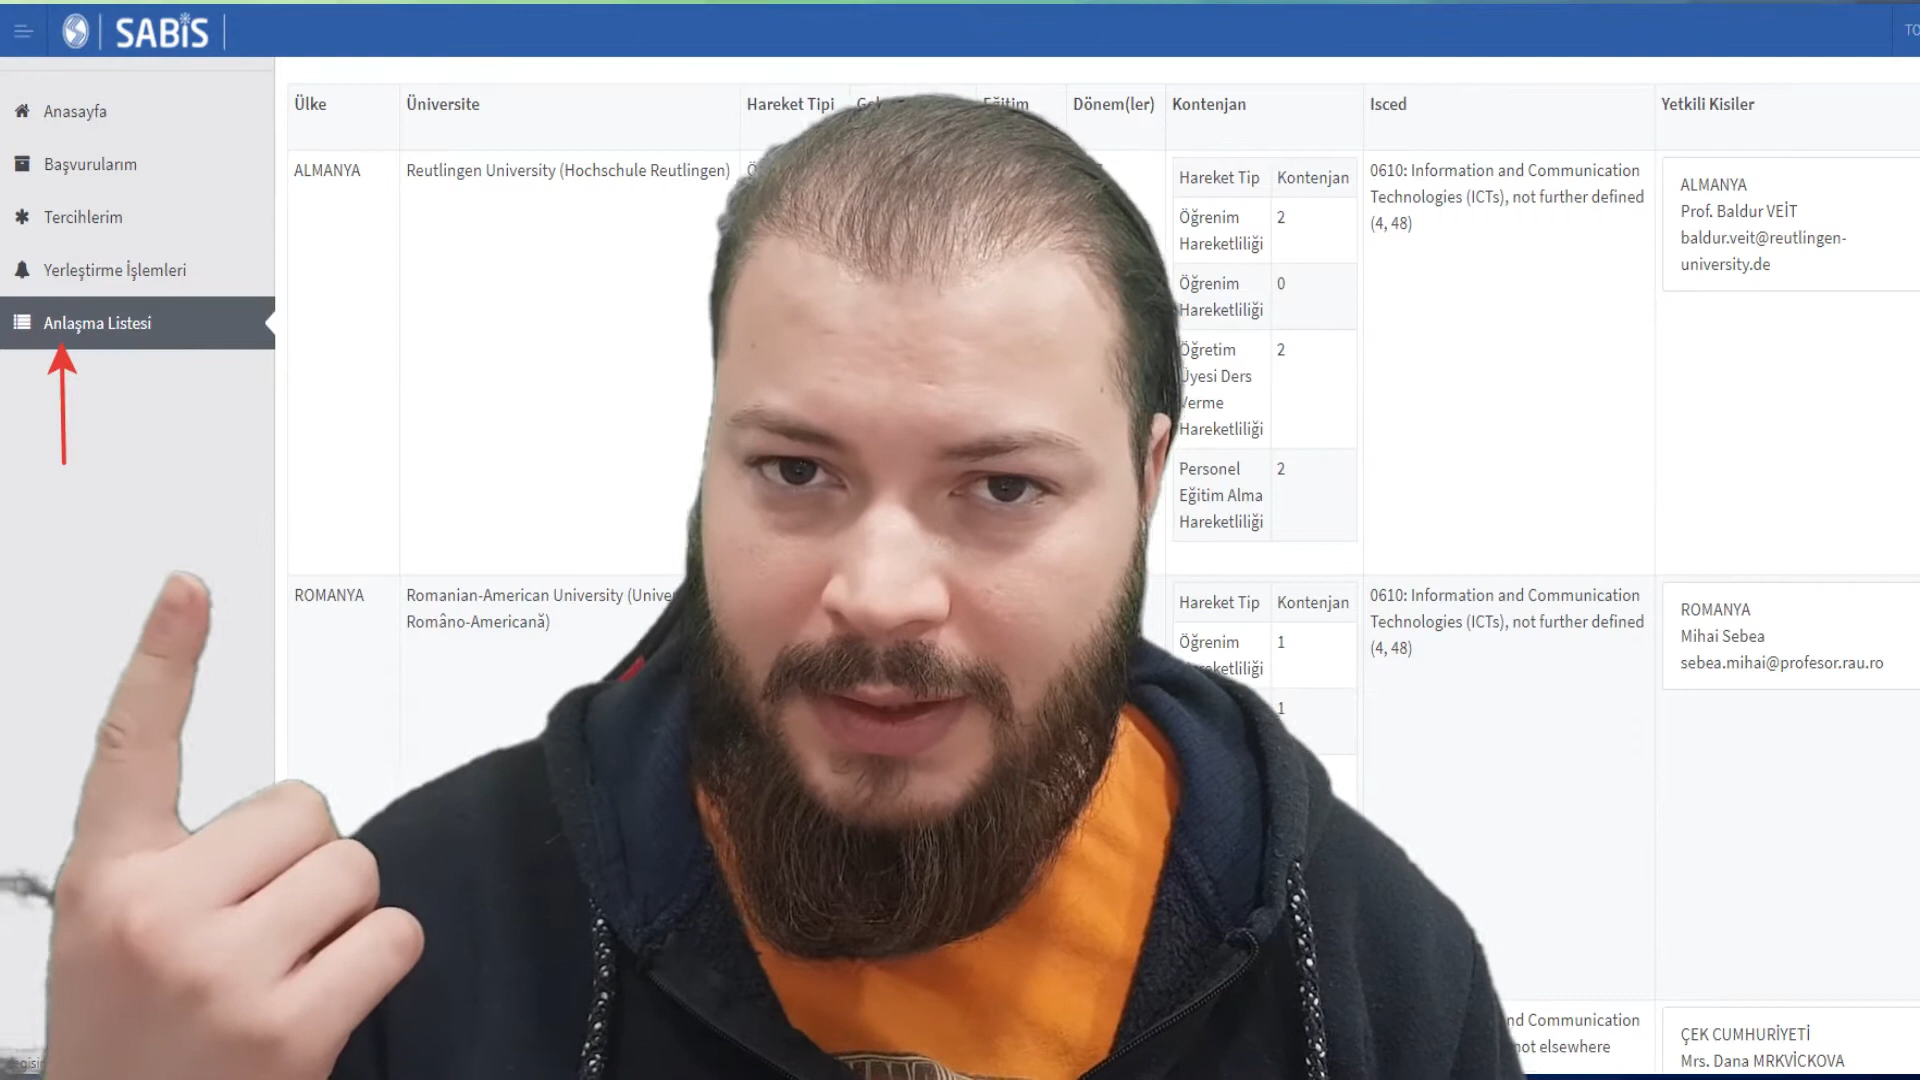 SABİS
TO
Anasayfa
Başvurularım
Tercihlerim
Yerleştirme İşlemleri
Anlaşma Listesi
Ülke
Üniversite
Hareket Tipi
Eğitim
Dönem(ler)
Kontenjan
Isced
Yetkili Kisiler
ALMANYA
Reutlingen University (Hochschule Reutlingen)
Hareket Tip
Kontenjan
Öğrenim
Hareketliliği
2
Öğrenim
Hareketliliği
0
Öğretim
Üyesi Ders
Verme
Hareketliliği
2
Personel
Eğitim Alma
Hareketliliği
2
0610: Information and Communication
Technologies (ICTs), not further defined
(4, 48)
ALMANYA
Prof. Baldur VEİT
baldur.veit@reutlingen-
university.de
ROMANYA
Romanian-American University (Unive
Româno-Americană)
Hareket Tip
Kontenjan
Öğrenim
Hareketliliği
1
1
0610: Information and Communication
Technologies (ICTs), not further defined
(4, 48)
ROMANYA
Mihai Sebea
sebea.mihai@profesor.rau.ro
nd Communication
not elsewhere
ÇEK CUMHURİYETİ
Mrs. Dana MRKVİCKOVA